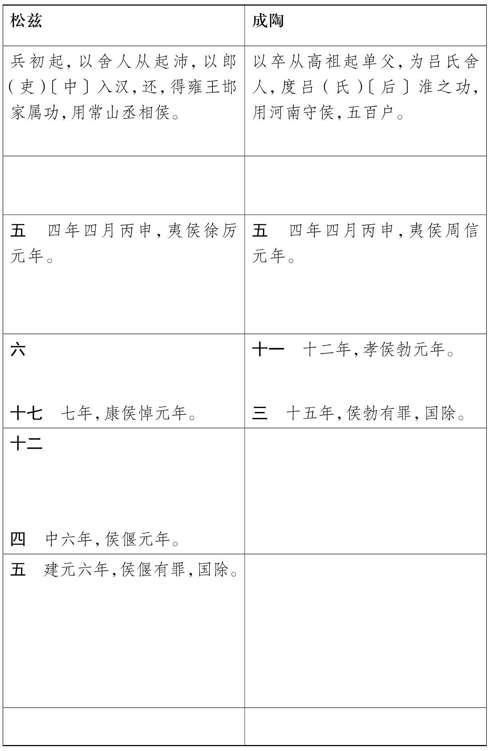 松兹
兵初起，以舍人从起沛，以郎
（吏）〔中〕入汉，还，得雍王邯
家属功，用常山丞相侯。
五　四年四月丙申，夷侯徐厉
元年。
六
十七　七年，康侯悼元年。
十二
四　中六年，侯偃元年。
五　建元六年，侯偃有罪，国除。
成陶
以卒从高祖起单父，为吕氏舍
人，度吕（氏）〔后〕淮之功，
用河南守侯，五百户。
五　四年四月丙申，夷侯周信
元年。
十一　十二年，孝侯勃元年。
三　十五年，侯勃有罪，国除。